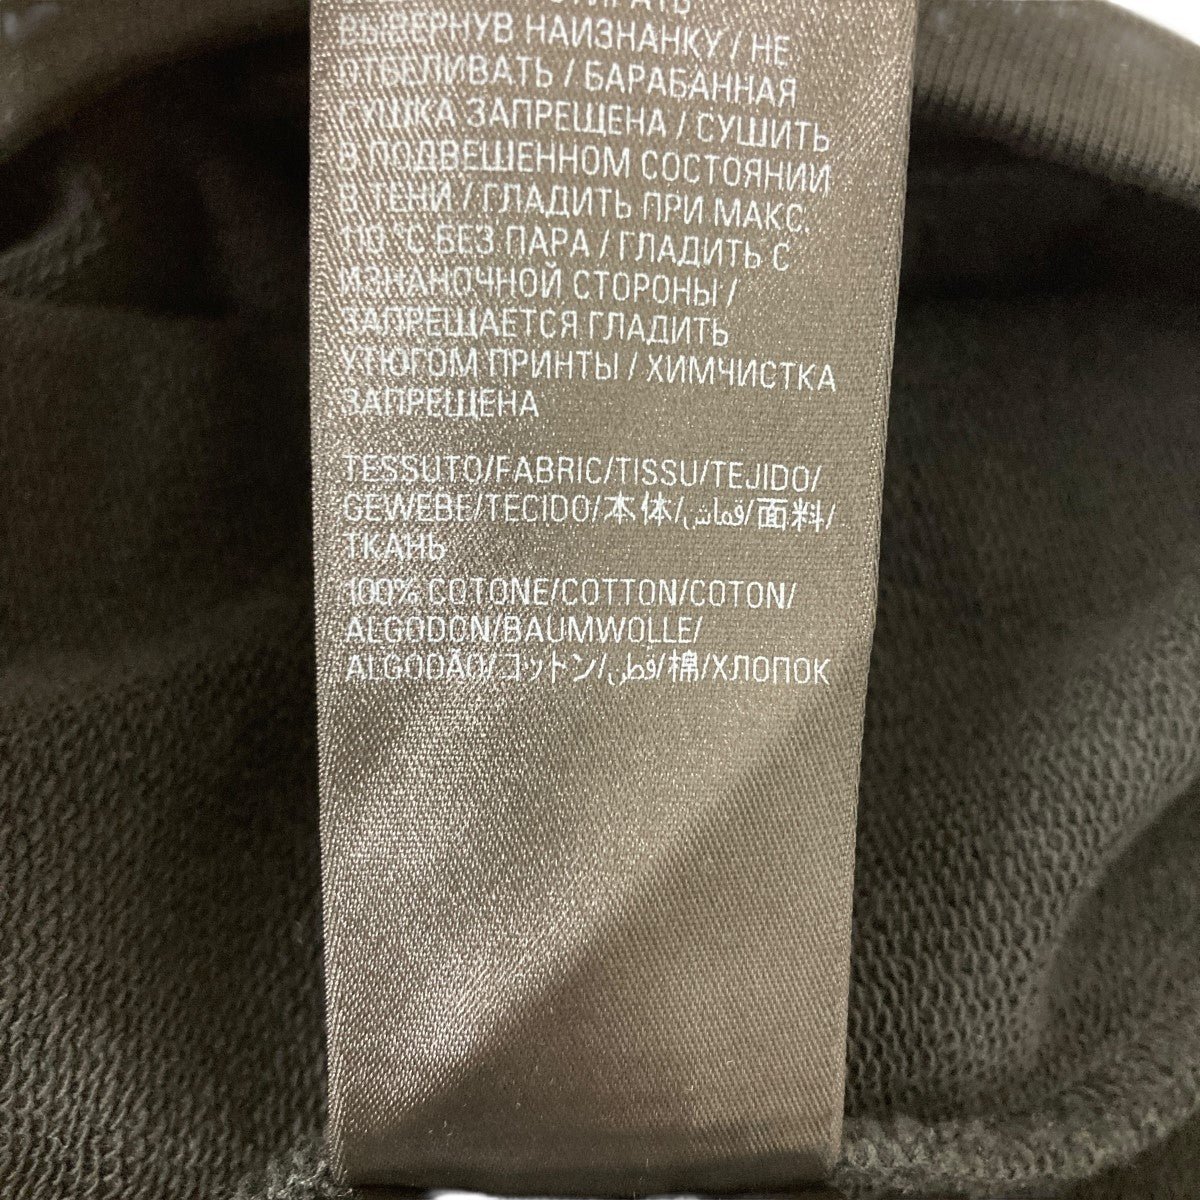 СТИРАТЬ
ВЫВЕРНУВ НАИЗНАНКУ / НЕ
ОТБЕЛИВАТЬ / БАРАБАННАЯ
СУШКА ЗАПРЕЩЕНА / СУШИТЬ
В ПОДВЕШЕННОМ СОСТОЯНИИ
В ТЕНИ / ГЛАДИТЬ ПРИ МАКС.
110 °C БЕЗ ПАРА / ГЛАДИТЬ С
ИЗНАНОЧНОЙ СТОРОНЫ /
ЗАПРЕЩАЕТСЯ ГЛАДИТЬ
УТЮГОМ ПРИНТЫ / ХИМЧИСТКА
ЗАПРЕЩЕНА
TESSUTO/FABRIC/TISSU/TEJIDO/
GEWEBE/TECIDO/本体/قماش/面料/
ТКАНЬ
100% COTONE/COTTON/COTON/
ALGODON/BAUMWOLLE/
ALGODÃO/コットン/قطن/棉/ХЛОПОК